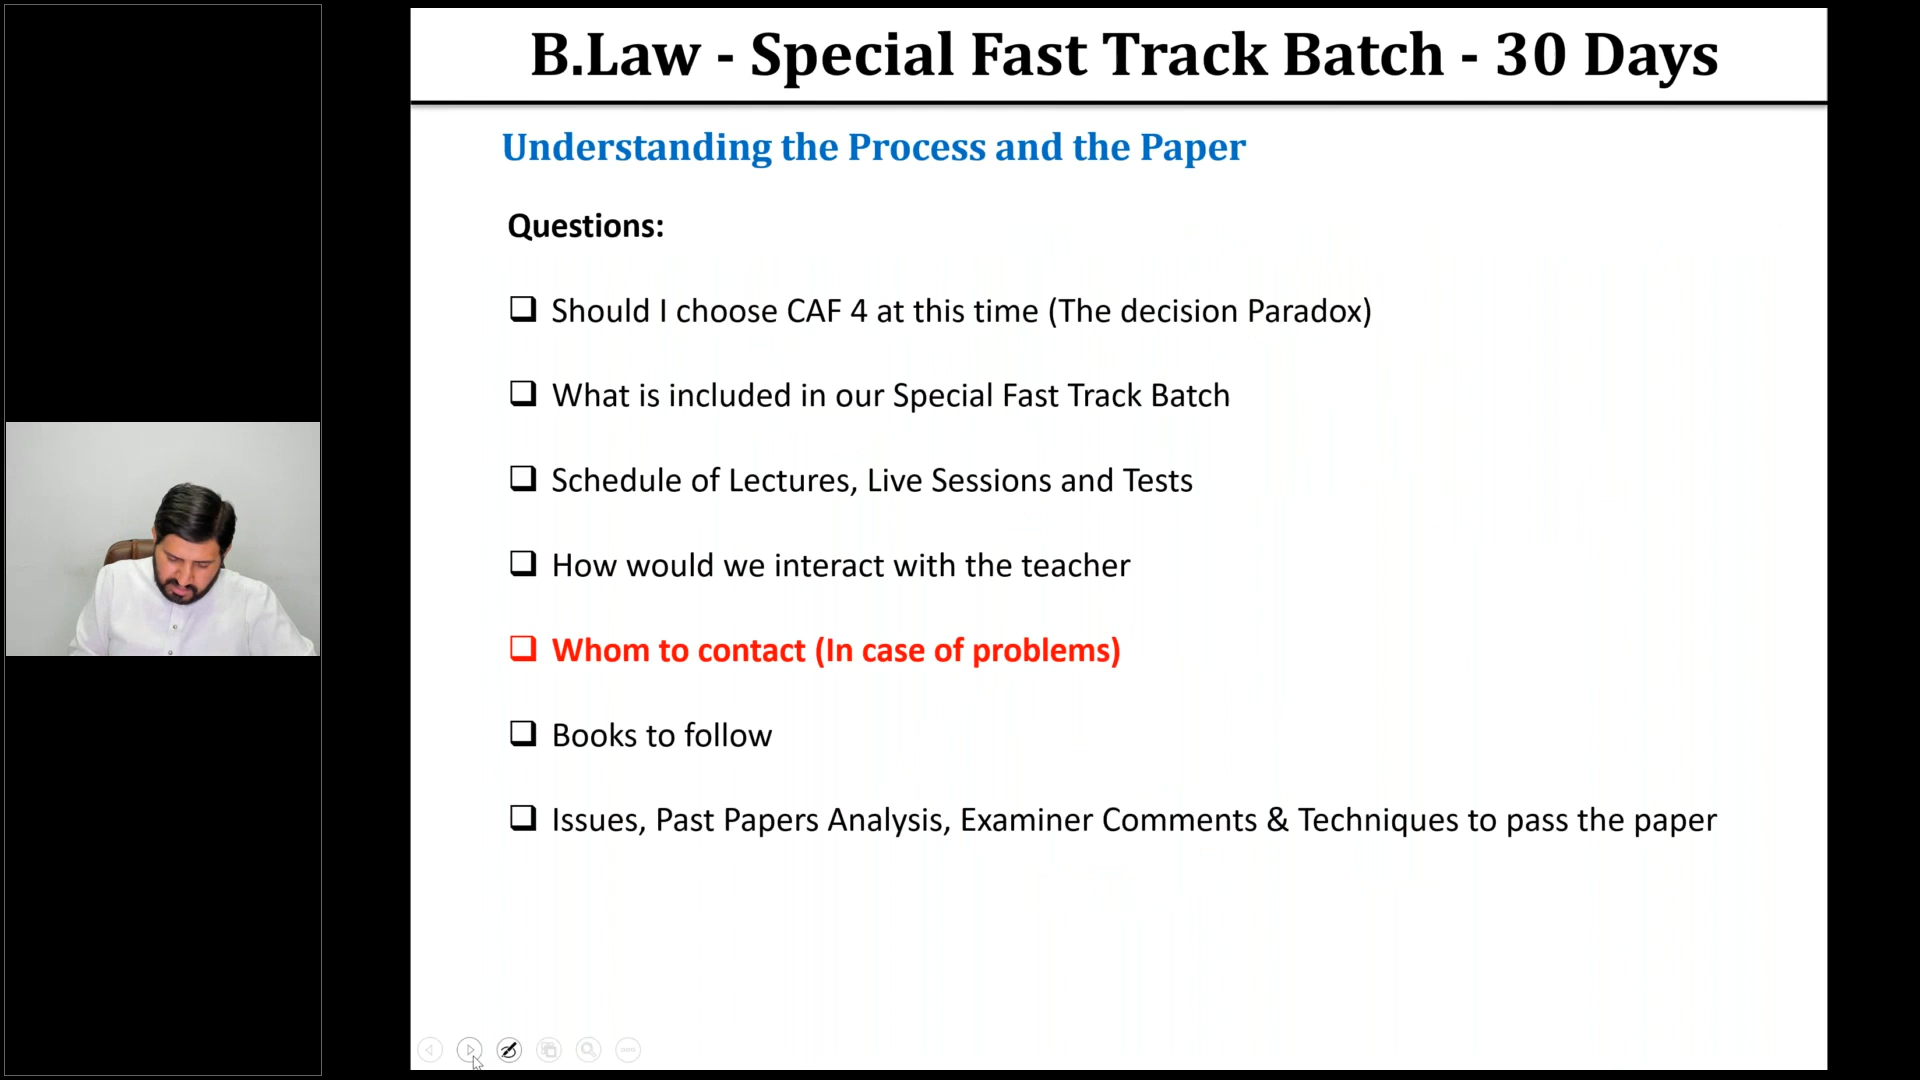 B.Law - Special Fast Track Batch - 30 Days
Understanding the Process and the Paper
Questions:
Should I choose CAF 4 at this time (The decision Paradox)
What is included in our Special Fast Track Batch
Schedule of Lectures, Live Sessions and Tests
How would we interact with the teacher
Whom to contact (In case of problems)
Books to follow
Issues, Past Papers Analysis, Examiner Comments & Techniques to pass the paper